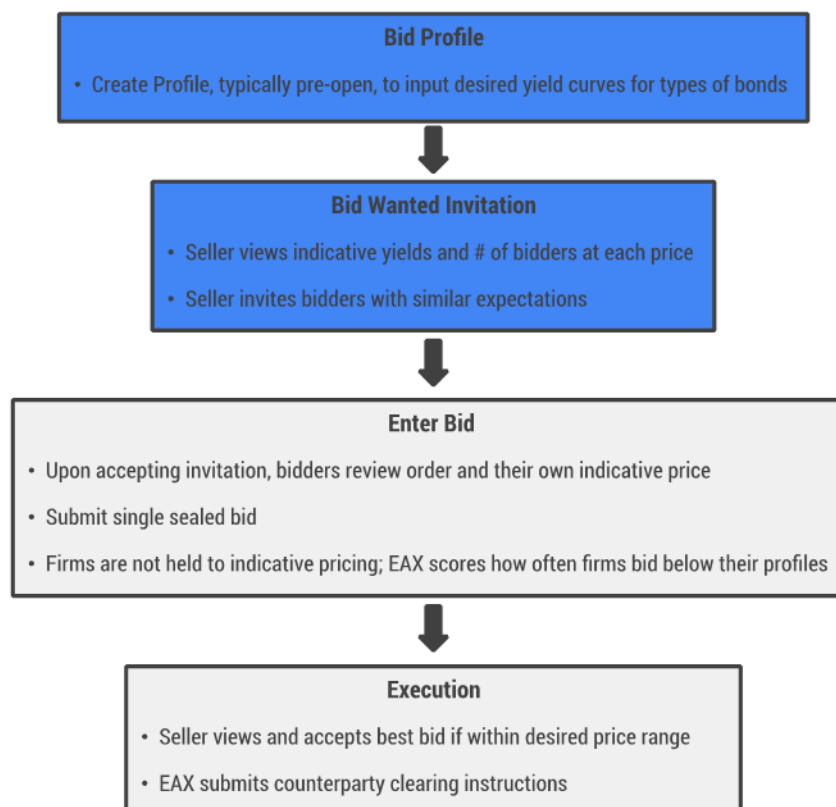 Bid Profile
• Create Profile, typically pre-open, to input desired yield curves for types of bonds
Bid Wanted Invitation
• Seller views indicative yields and # of bidders at each price
• Seller invites bidders with similar expectations
Enter Bid
• Upon accepting invitation, bidders review order and their own indicative price
• Submit single sealed bid
• Firms are not held to indicative pricing; EAX scores how often firms bid below their profiles
Execution
• Seller views and accepts best bid if within desired price range
• EAX submits counterparty clearing instructions